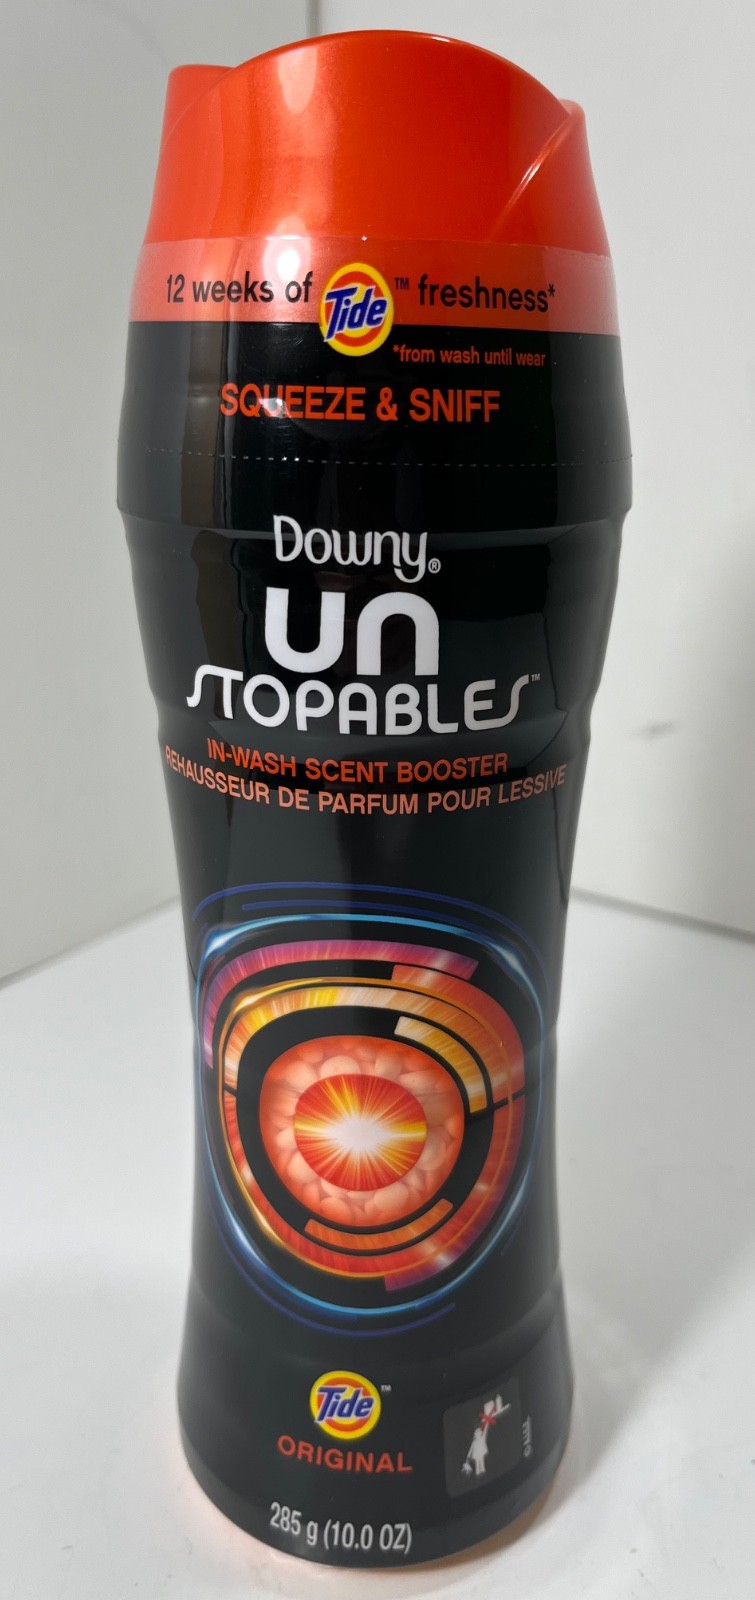 12 weeks of Tide™ freshness*
*from wash until wear
SQUEEZE & SNIFF
Downy®
UN
STOPABLES™
IN-WASH SCENT BOOSTER
REHAUSSEUR DE PARFUM POUR LESSIVE
Tide™
ORIGINAL
285 g (10.0 OZ)